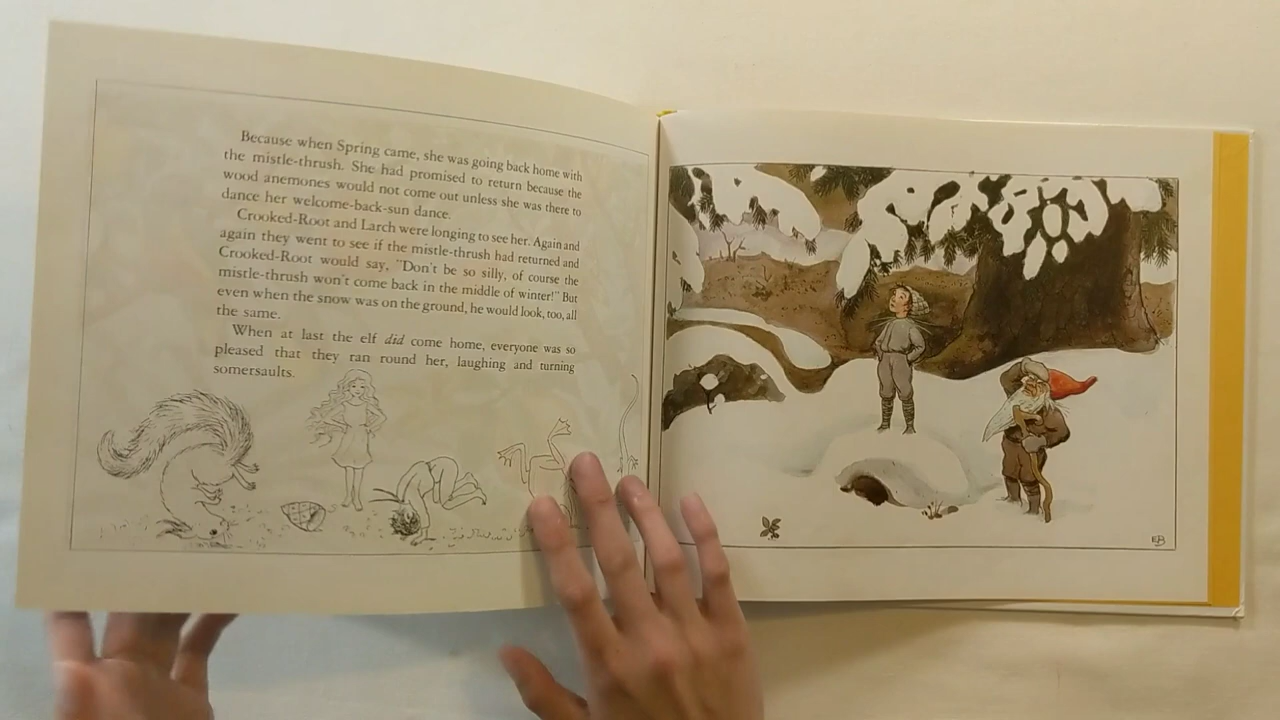 Because when Spring came, she was going back home with
the mistle-thrush. She had promised to return because the
wood anemones would not come out unless she was there to
dance her welcome-back-sun dance.
Crooked-Root and Larch were longing to see her. Again and
again they went to see if the mistle-thrush had returned and
Crooked-Root would say, "Don't be so silly, of course the
mistle-thrush won't come back in the middle of winter!" But
even when the snow was on the ground, he would look, too, all
the same.
When at last the elf did come home, everyone was so
pleased that they ran round her, laughing and turning
somersaults.
EB